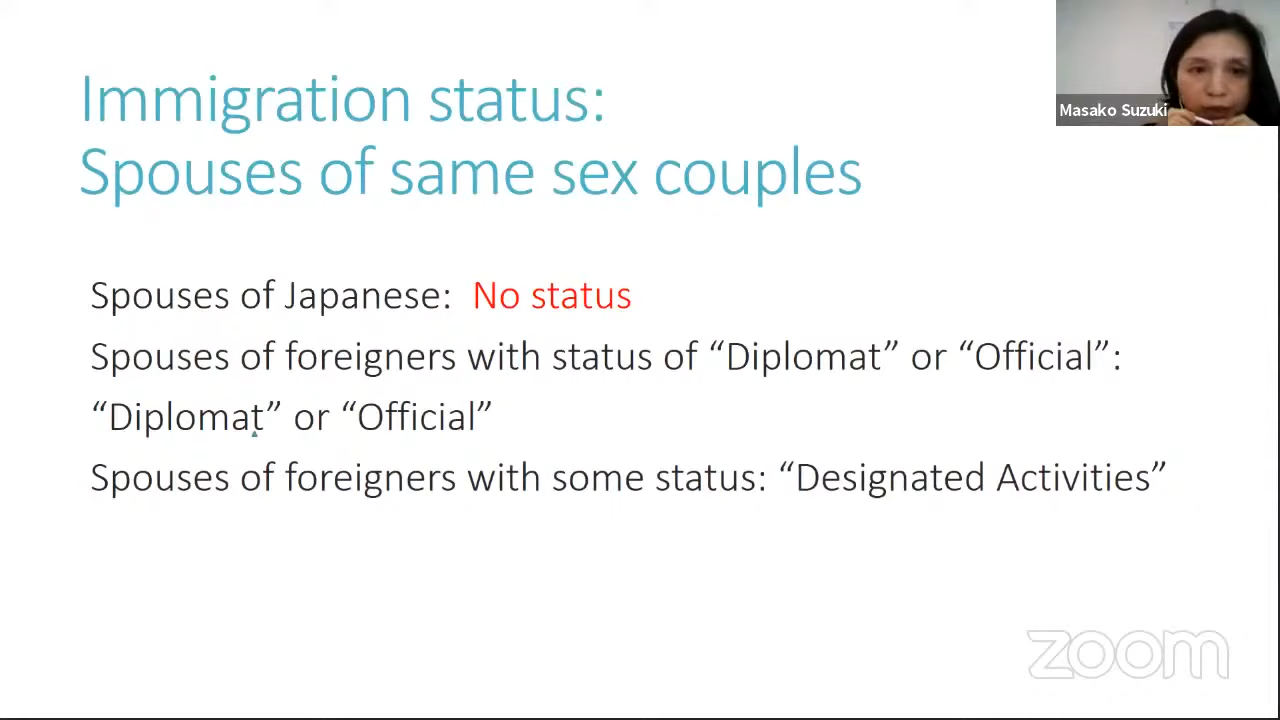 Immigration status:
Spouses of same sex couples
Masako Suzuki
Spouses of Japanese: No status
Spouses of foreigners with status of “Diplomat” or “Official”:
“Diplomat” or “Official”
Spouses of foreigners with some status: “Designated Activities”
zoom